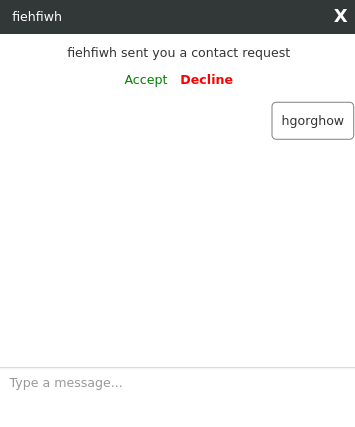 fiehfiwh X
fiehfiwh sent you a contact request
Accept Decline
hgorghow
Type a message...